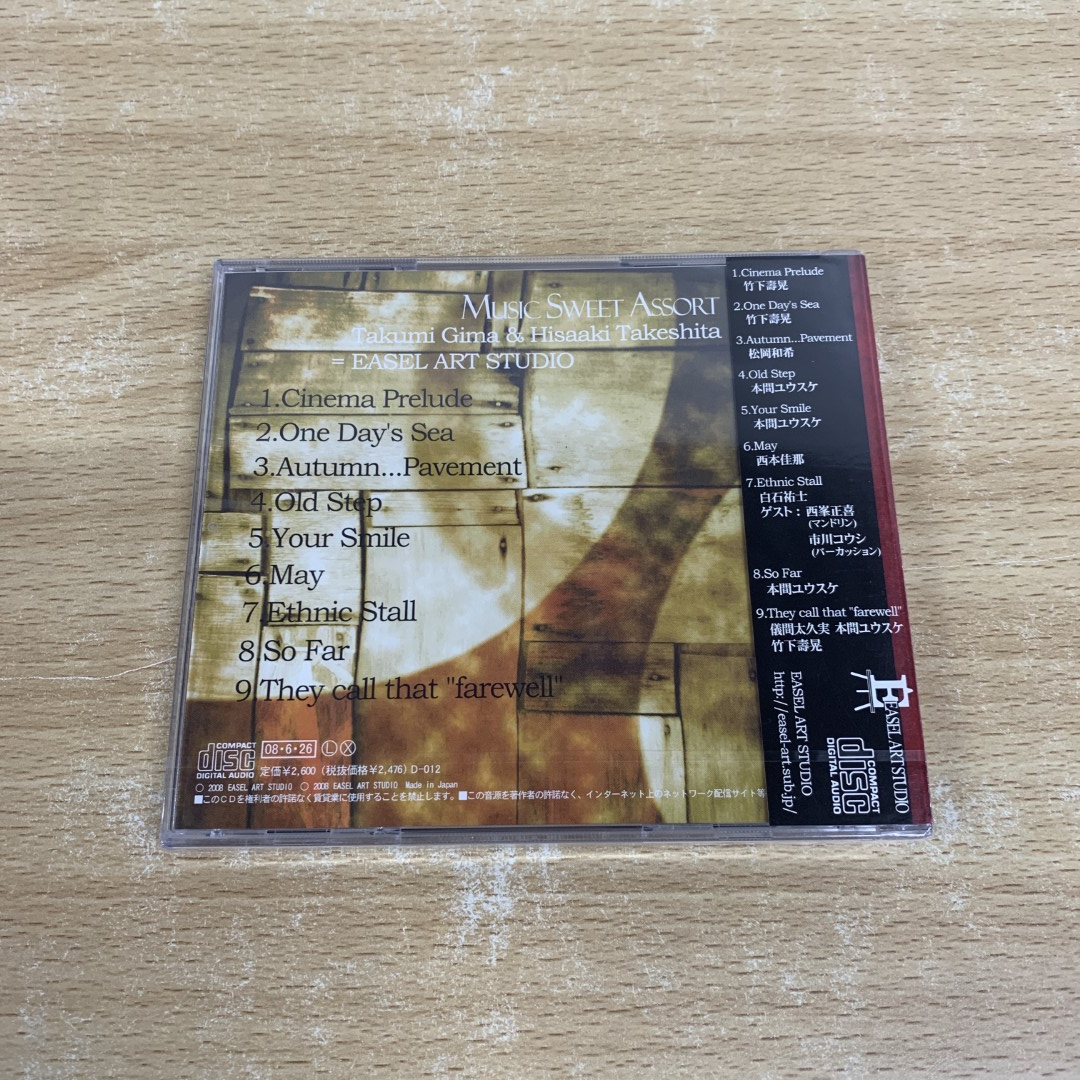 MUSIC SWEET ASSORT
Takumi Gima & Hisaaki Takeshita
= EASEL ART STUDIO
1.Cinema Prelude
2.One Day's Sea
3.Autumn...Pavement
4.Old Step
5.Your Smile
6.May
7.Ethnic Stall
8.So Far
9.They call that "farewell"
COMPACT
disc
DIGITAL AUDIO
08・6・26 Ⓛ Ⓧ
定価¥2,600 (税抜価格¥2,476) D-012
○ 2008 EASEL ART STUDIO ○ 2008 EASEL ART STUDIO Made in Japan
■このCDを権利者の許諾なく賃貸業に使用することを禁止します。■この音源を著作者の許諾なく、インターネット上のネットワーク配信サイト等
1.Cinema Prelude
竹下壽晃
2.One Day's Sea
竹下壽晃
3.Autumn...Pavement
松岡和希
4.Old Step
本間ユウスケ
5.Your Smile
本間ユウスケ
6.May
西本佳那
7.Ethnic Stall
白石祐士
ゲスト: 西峯正喜
(マンドリン)
市川コウシ
(パーカッション)
8.So Far
本間ユウスケ
9.They call that "farewell"
儀間太久実 本間ユウスケ
竹下壽晃
EASEL ART STUDIO
EASEL ART STUDIO
http://easel-art.sub.jp/
COMPACT
disc
DIGITAL AUDIO